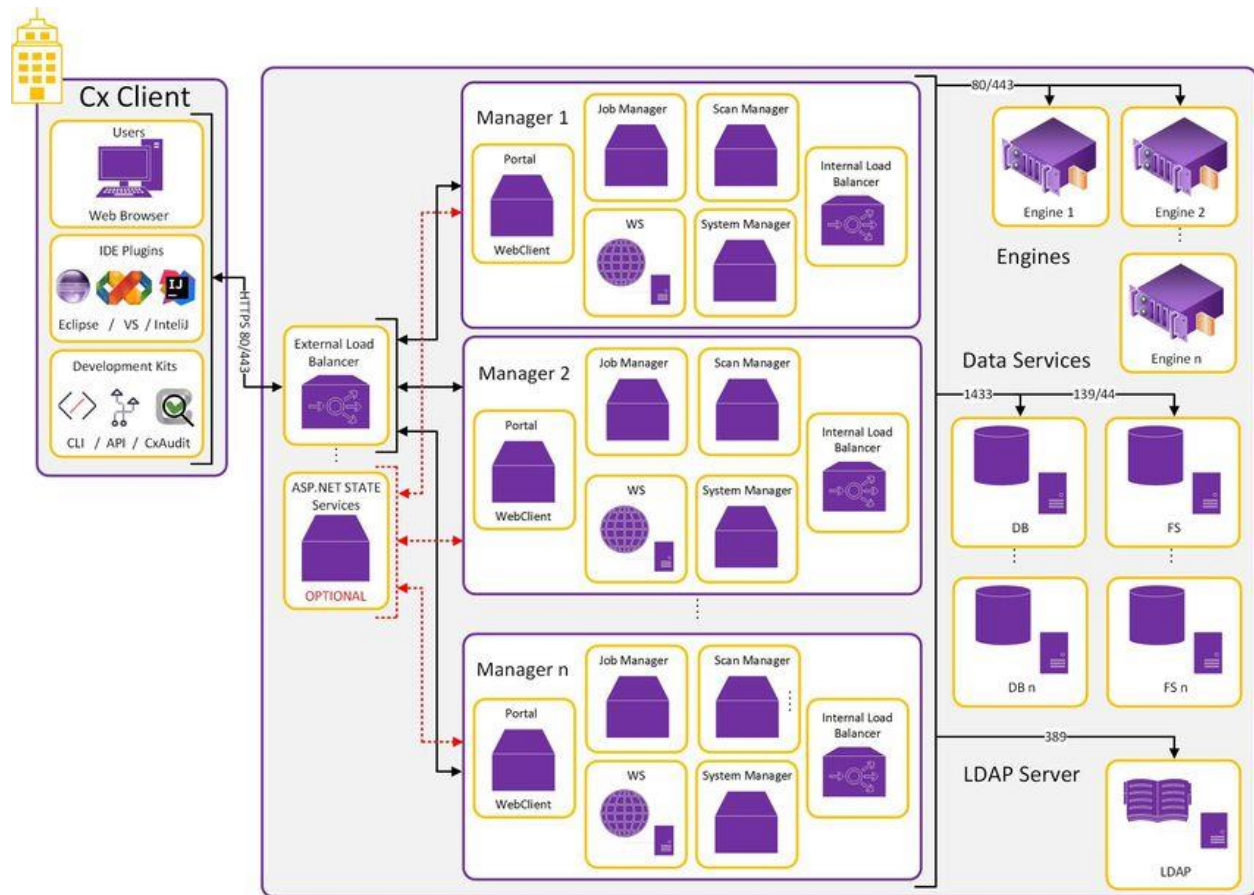 Cx Client
Users
Web Browser
IDE Plugins
Eclipse / VS / InteliJ
Development Kits
CLI / API / CxAudit
HTTPS 80/443
External Load
Balancer
ASP.NET STATE
Services
OPTIONAL
Manager 1
Portal
WebClient
Job Manager
Scan Manager
WS
System Manager
Internal Load
Balancer
Manager 2
Portal
WebClient
Job Manager
Scan Manager
WS
System Manager
Internal Load
Balancer
Manager n
Portal
WebClient
Job Manager
Scan Manager
WS
System Manager
Internal Load
Balancer
80/443
Engine 1
Engine 2
Engines
Engine n
Data Services
1433
139/44
DB
FS
DB n
FS n
389
LDAP Server
LDAP
IJ